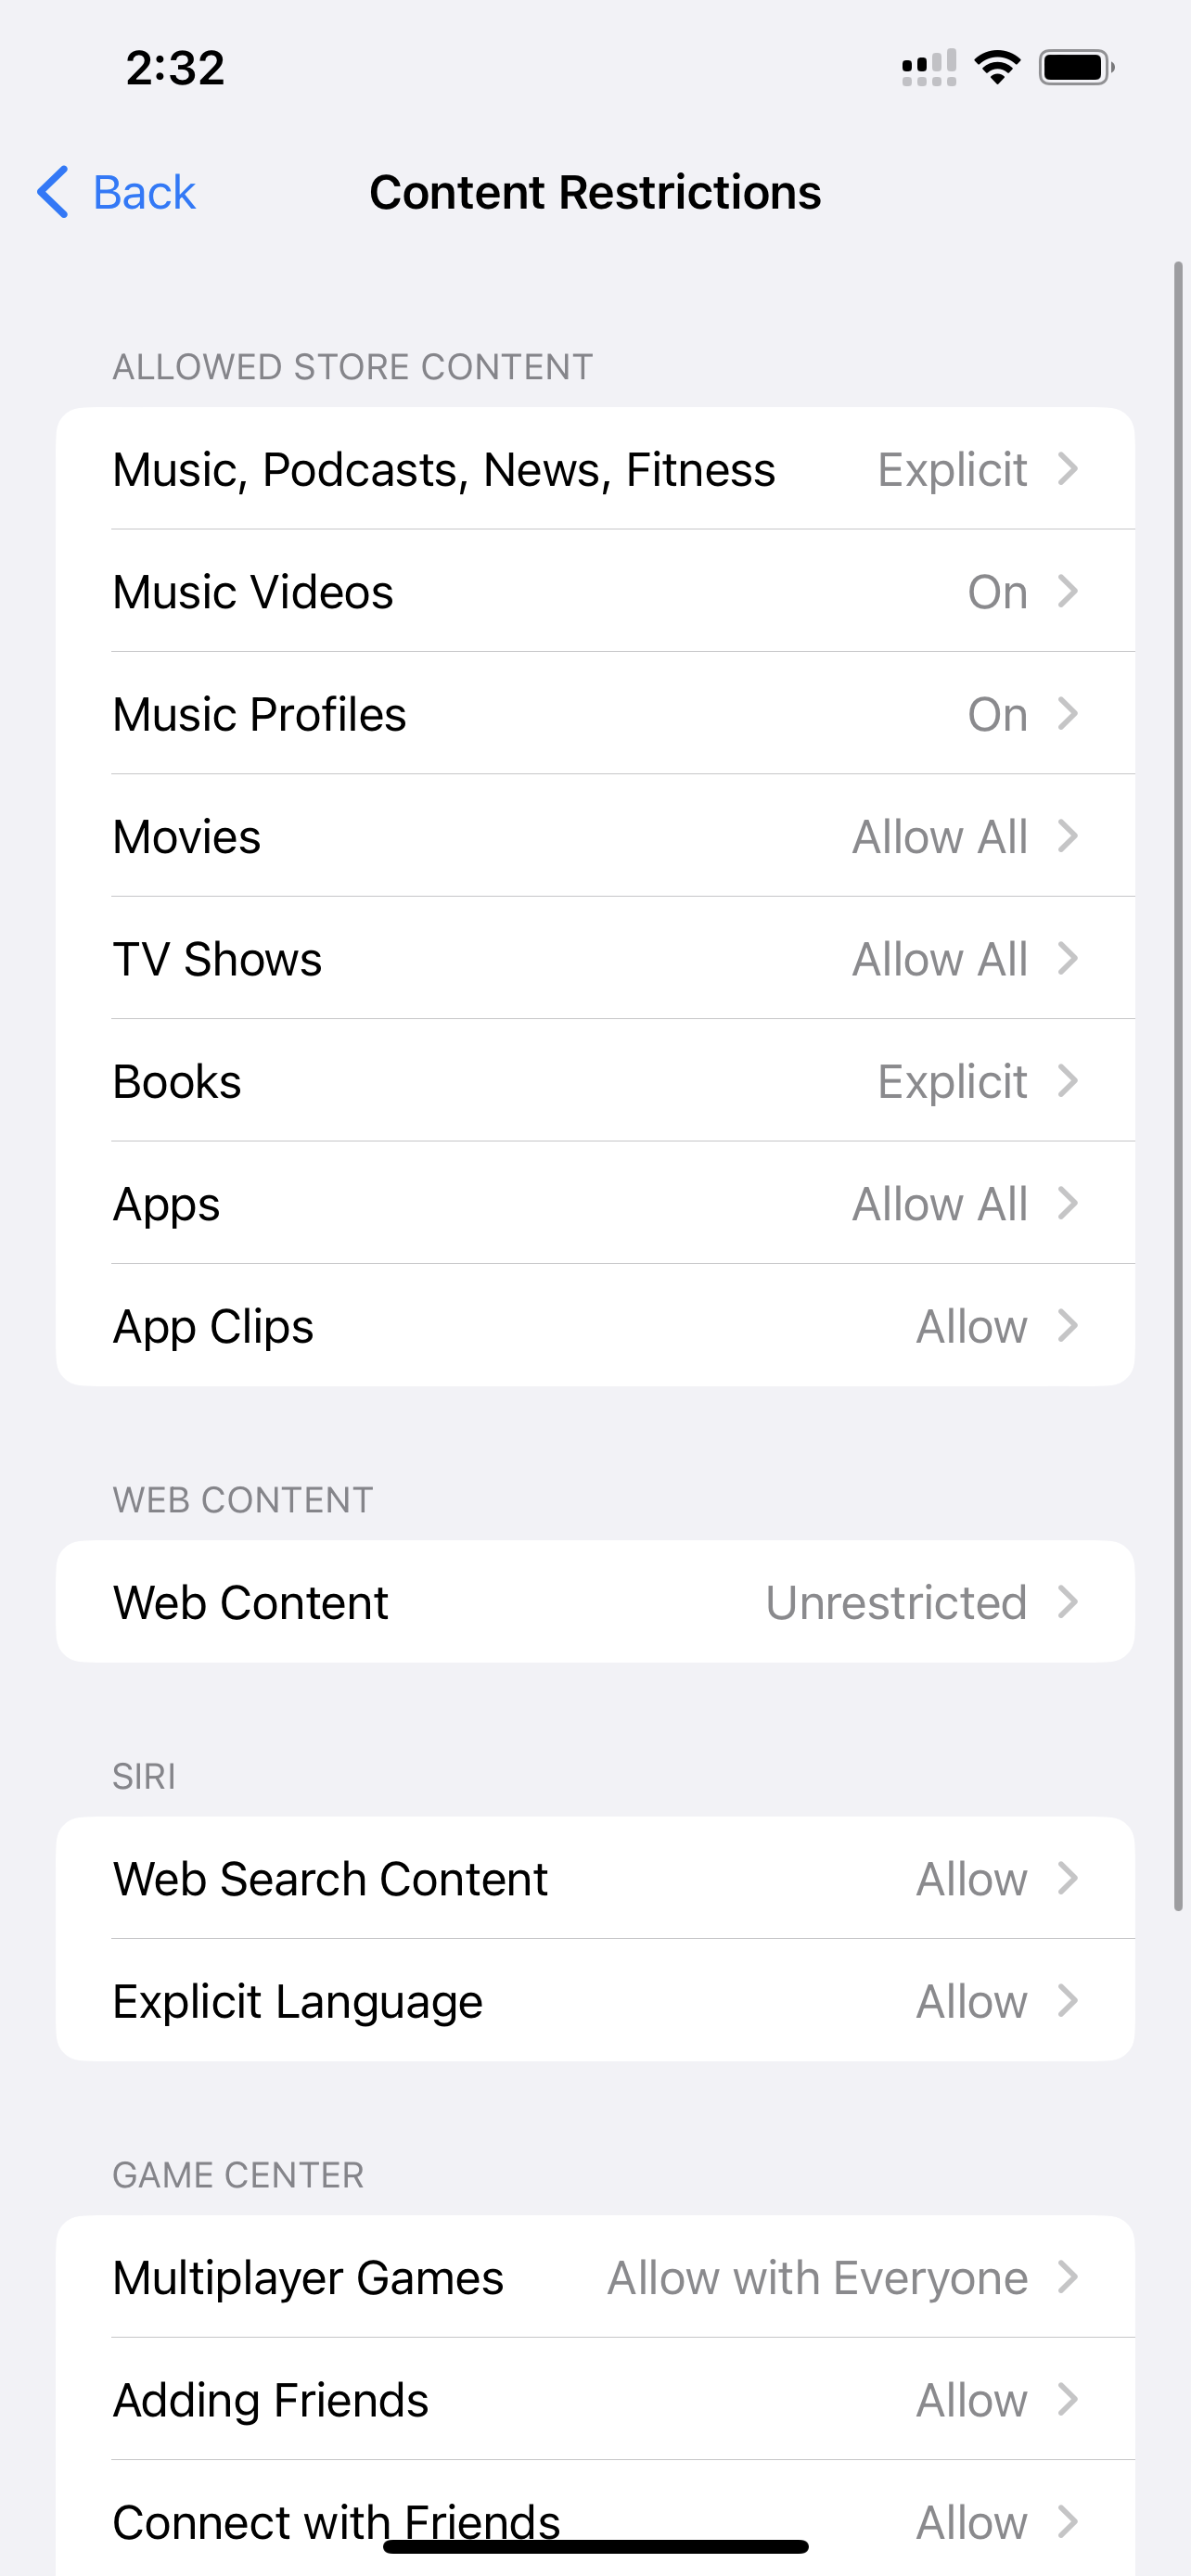 2:32
Back
Content Restrictions
ALLOWED STORE CONTENT
Music, Podcasts, News, Fitness Explicit
Music Videos On
Music Profiles On
Movies Allow All
TV Shows Allow All
Books Explicit
Apps Allow All
App Clips Allow
WEB CONTENT
Web Content Unrestricted
SIRI
Web Search Content Allow
Explicit Language Allow
GAME CENTER
Multiplayer Games Allow with Everyone
Adding Friends Allow
Connect with Friends Allow